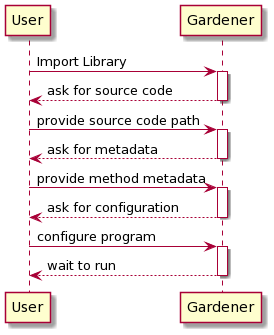 User Gardener
Import Library
ask for source code
provide source code path
ask for metadata
provide method metadata
ask for configuration
configure program
wait to run
User Gardener